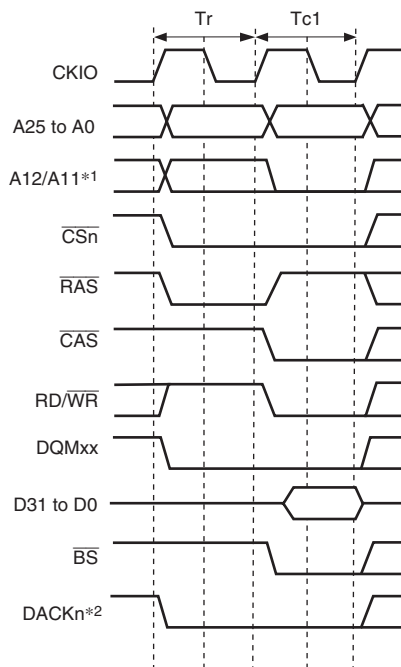 Tr Tc1
CKIO
A25 to A0
A12/A11*1
CSn
RAS
CAS
RD/WR
DQMxx
D31 to D0
BS
DACKn*2